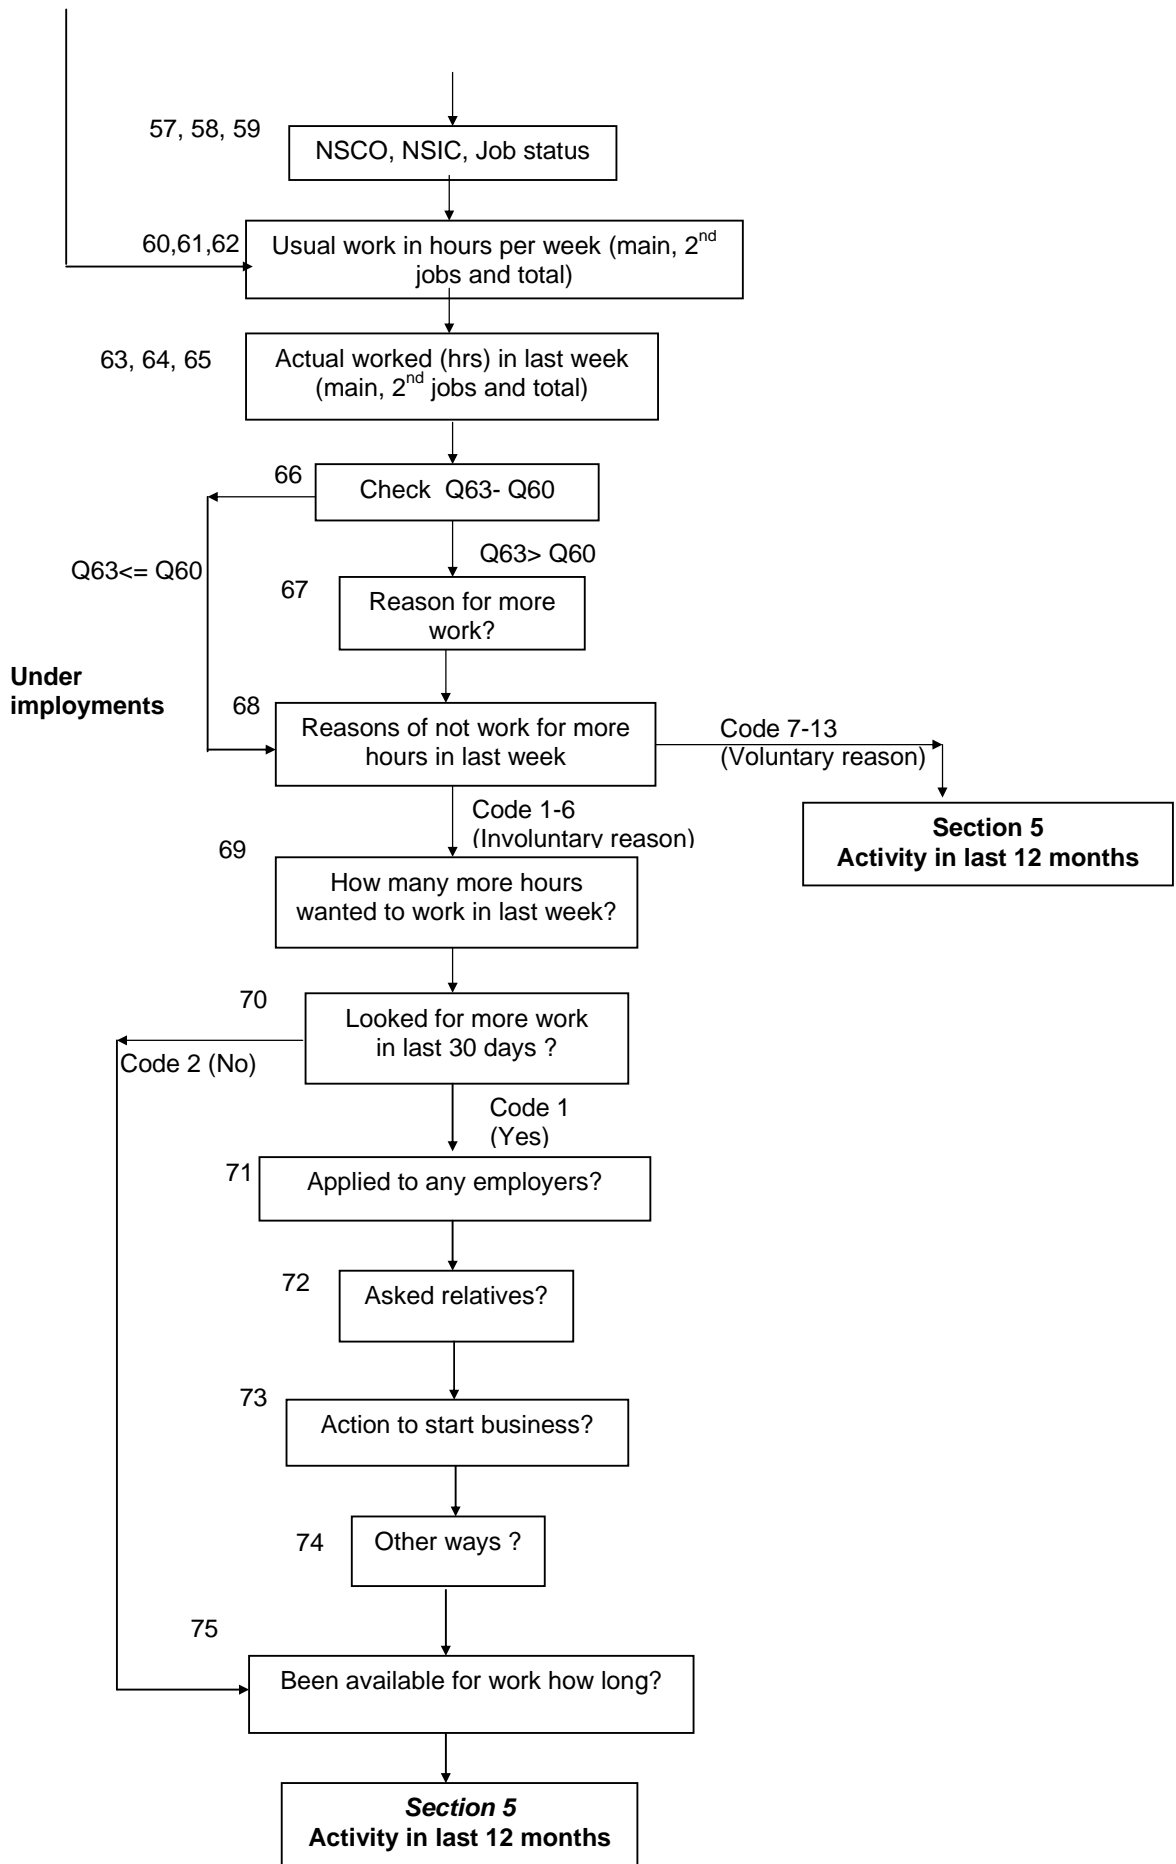 57, 58, 59
NSCO, NSIC, Job status
60,61,62
Usual work in hours per week (main, 2nd
jobs and total)
63, 64, 65
Actual worked (hrs) in last week
(main, 2nd jobs and total)
66
Check Q63- Q60
Q63<= Q60
Q63> Q60
67
Reason for more
work?
Under
imployments
68
Reasons of not work for more
hours in last week
Code 7-13
(Voluntary reason)
Section 5
Activity in last 12 months
Code 1-6
(Involuntary reason)
69
How many more hours
wanted to work in last week?
70
Looked for more work
in last 30 days ?
Code 2 (No)
Code 1
(Yes)
71
Applied to any employers?
72
Asked relatives?
73
Action to start business?
74
Other ways ?
75
Been available for work how long?
Section 5
Activity in last 12 months